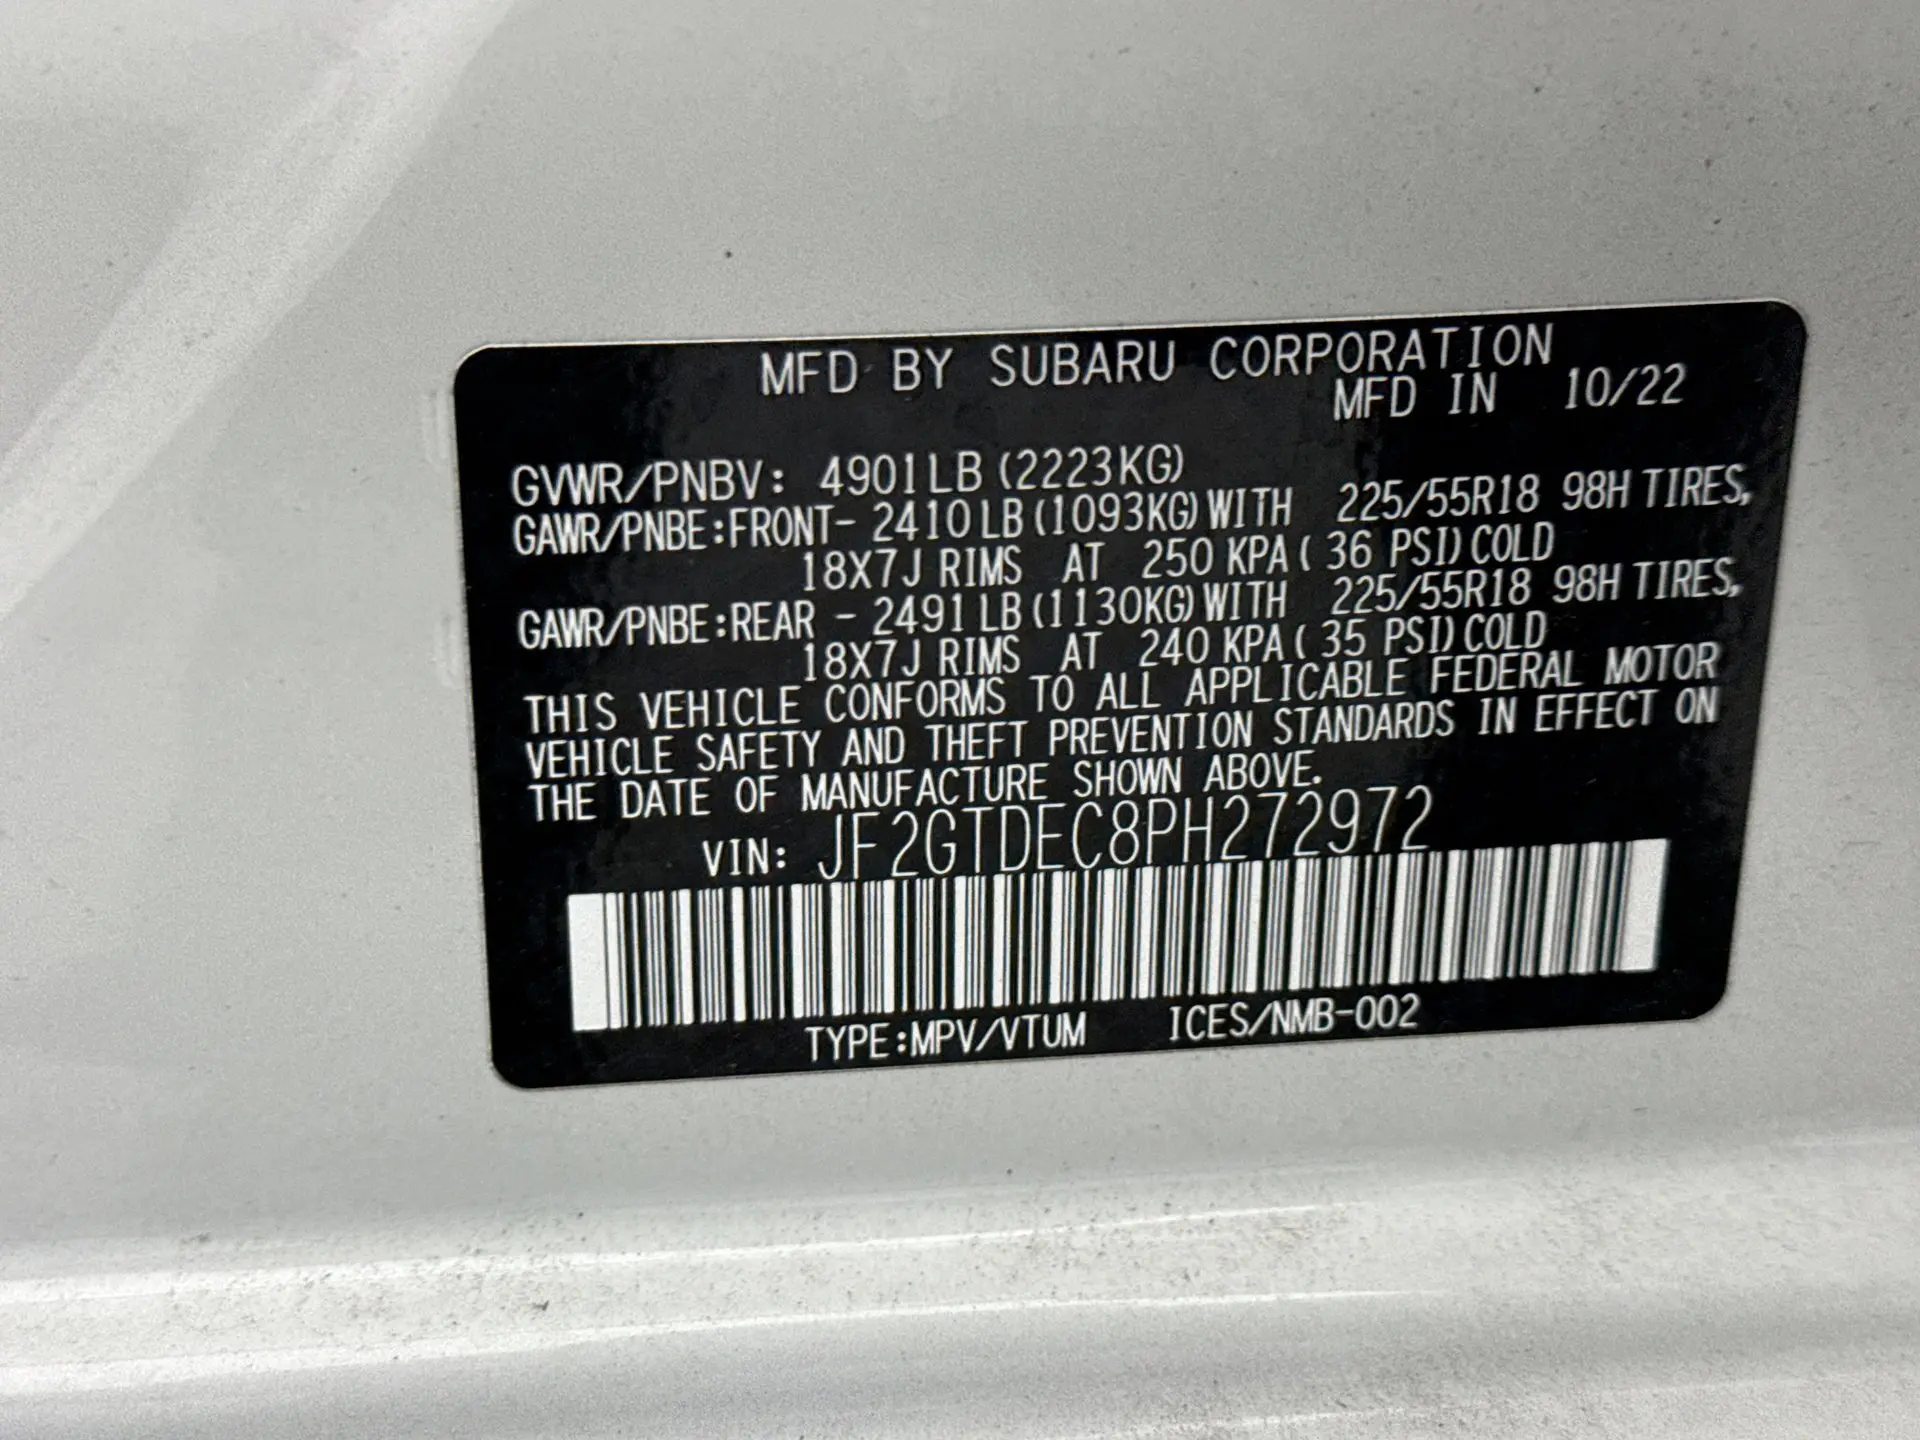 MFD BY SUBARU CORPORATION
MFD IN 10/22
GVWR/PNBV: 4901LB (2223KG)
GAWR/PNBE:FRONT- 2410LB(1093KG)WITH 225/55R18 98H TIRES,
18X7J RIMS AT 250 KPA( 36 PSI)COLD
GAWR/PNBE:REAR - 2491LB(1130KG)WITH 225/55R18 98H TIRES,
18X7J RIMS AT 240 KPA( 35 PSI)COLD
THIS VEHICLE CONFORMS TO ALL APPLICABLE FEDERAL MOTOR
VEHICLE SAFETY AND THEFT PREVENTION STANDARDS IN EFFECT ON
THE DATE OF MANUFACTURE SHOWN ABOVE.
VIN: JF2GTDEC8PH272972
TYPE:MPV/VTUM ICES/NMB-002